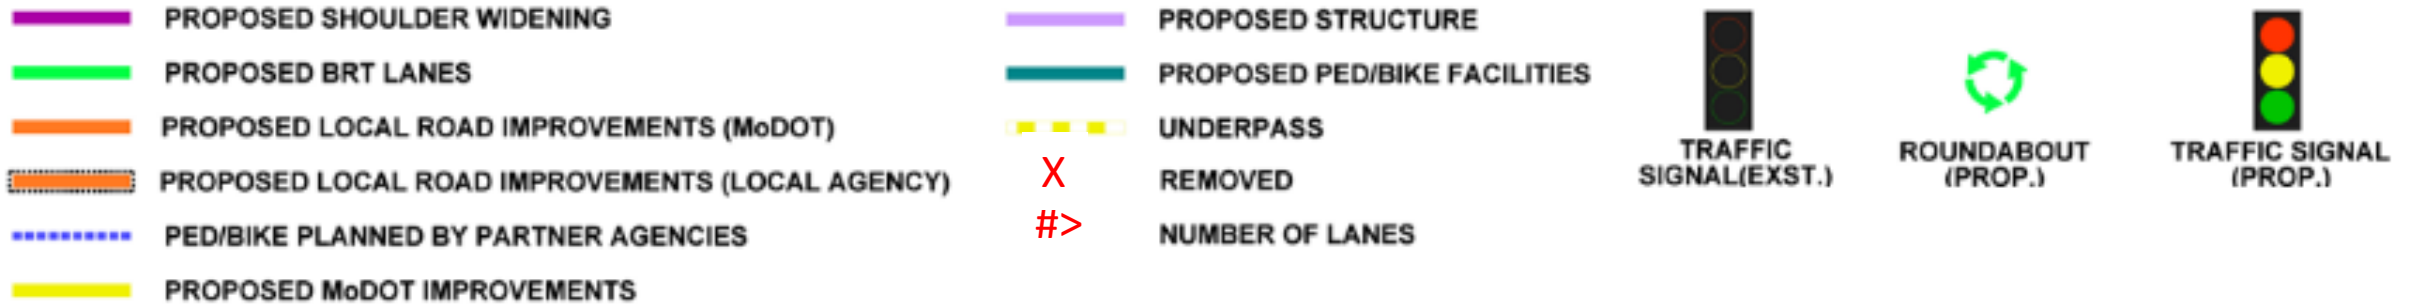 PROPOSED SHOULDER WIDENING
PROPOSED BRT LANES
PROPOSED LOCAL ROAD IMPROVEMENTS (MoDOT)
PROPOSED LOCAL ROAD IMPROVEMENTS (LOCAL AGENCY)
PED/BIKE PLANNED BY PARTNER AGENCIES
PROPOSED MoDOT IMPROVEMENTS
PROPOSED STRUCTURE
PROPOSED PED/BIKE FACILITIES
UNDERPASS
X REMOVED
#> NUMBER OF LANES
TRAFFIC
SIGNAL(EXST.)
ROUNDABOUT
(PROP.)
TRAFFIC SIGNAL
(PROP.)